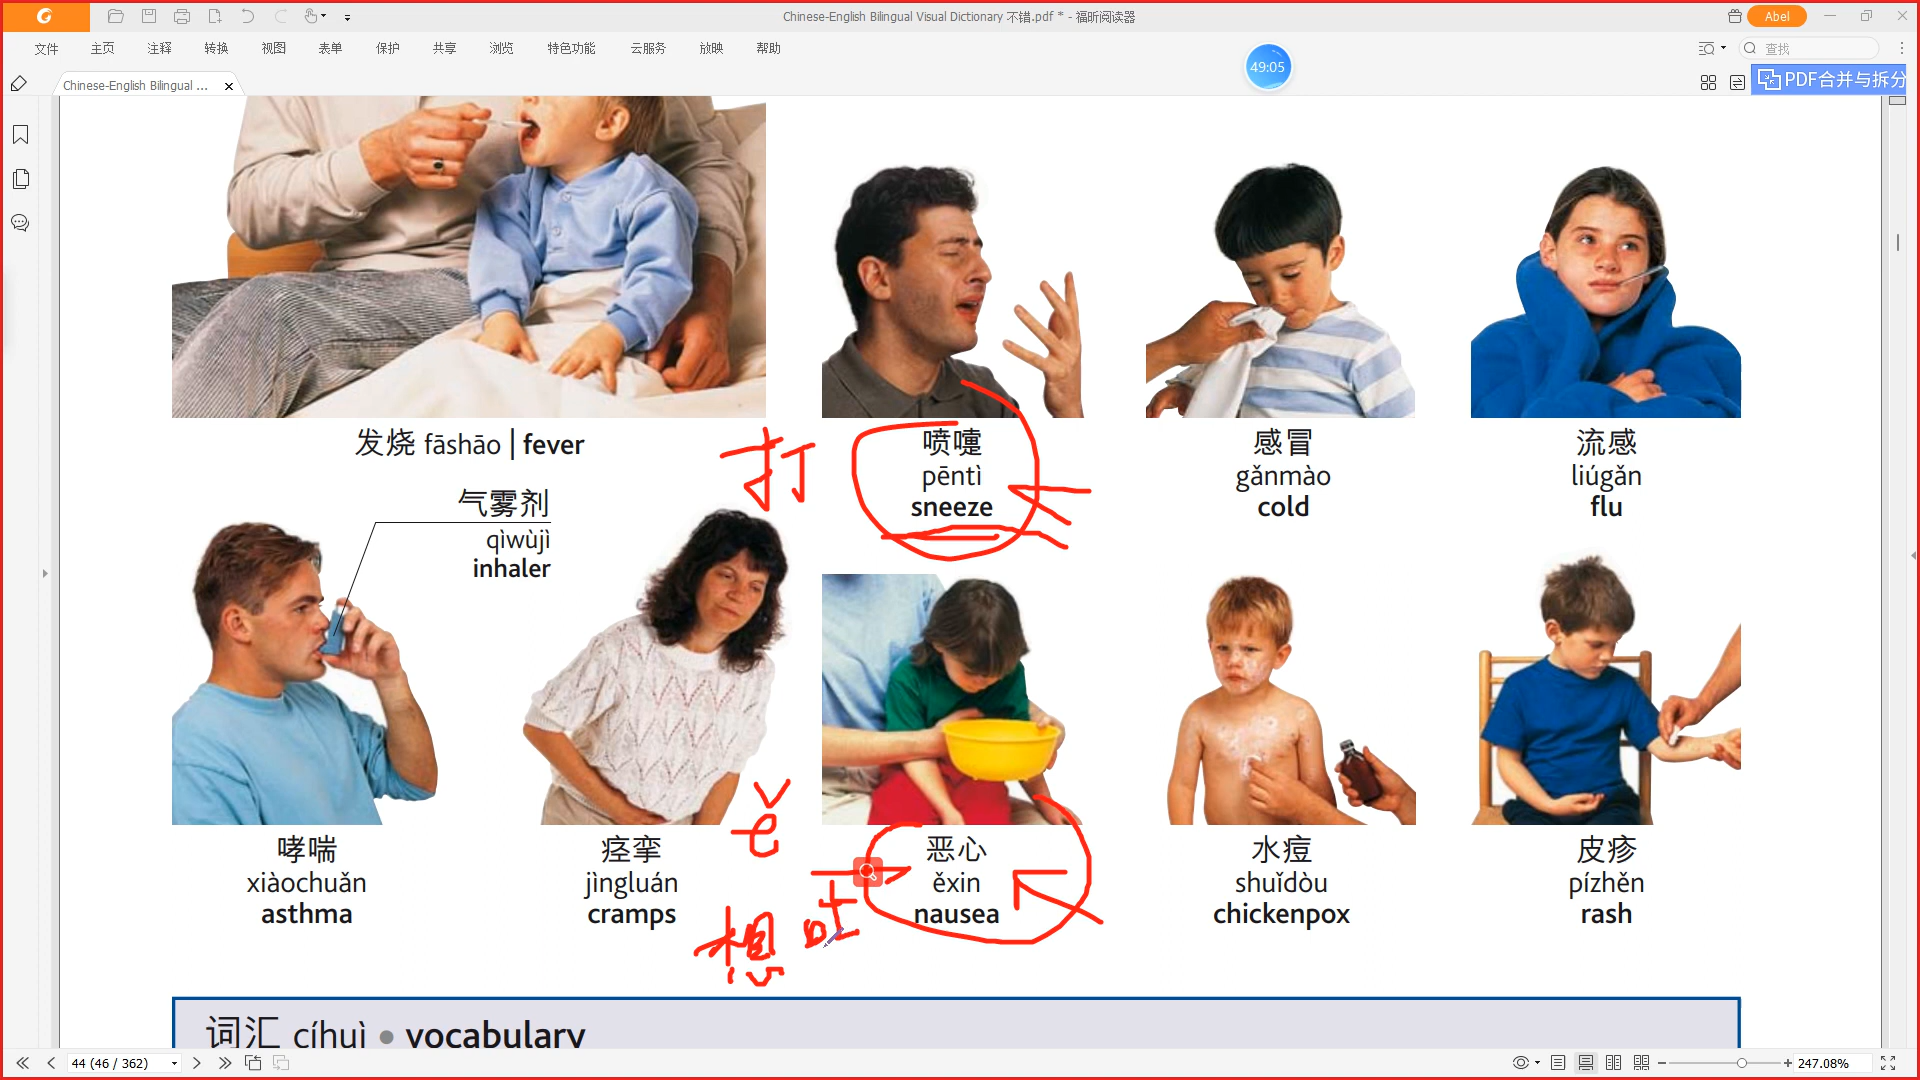 Chinese-English Bilingual Visual Dictionary 不错.pdf * - 福昕阅读器
Abel
文件 主页 注释 转换 视图 表单 保护 共享 浏览 特色功能 云服务 放映 帮助
49:05
查找
Chinese-English Bilingual ...
PDF合并与拆分
发烧 fāshāo | fever
打
喷嚏
pēntì
sneeze
感冒
gǎnmào
cold
流感
liúgǎn
flu
气雾剂
qìwùjì
inhaler
哮喘
xiàochuǎn
asthma
痉挛
jìngluán
cramps
ě
恶心
ěxin
nausea
想吐
水痘
shuǐdòu
chickenpox
皮疹
pízhěn
rash
词汇 cíhuì ● vocabulary
44 (46 / 362)
247.08%